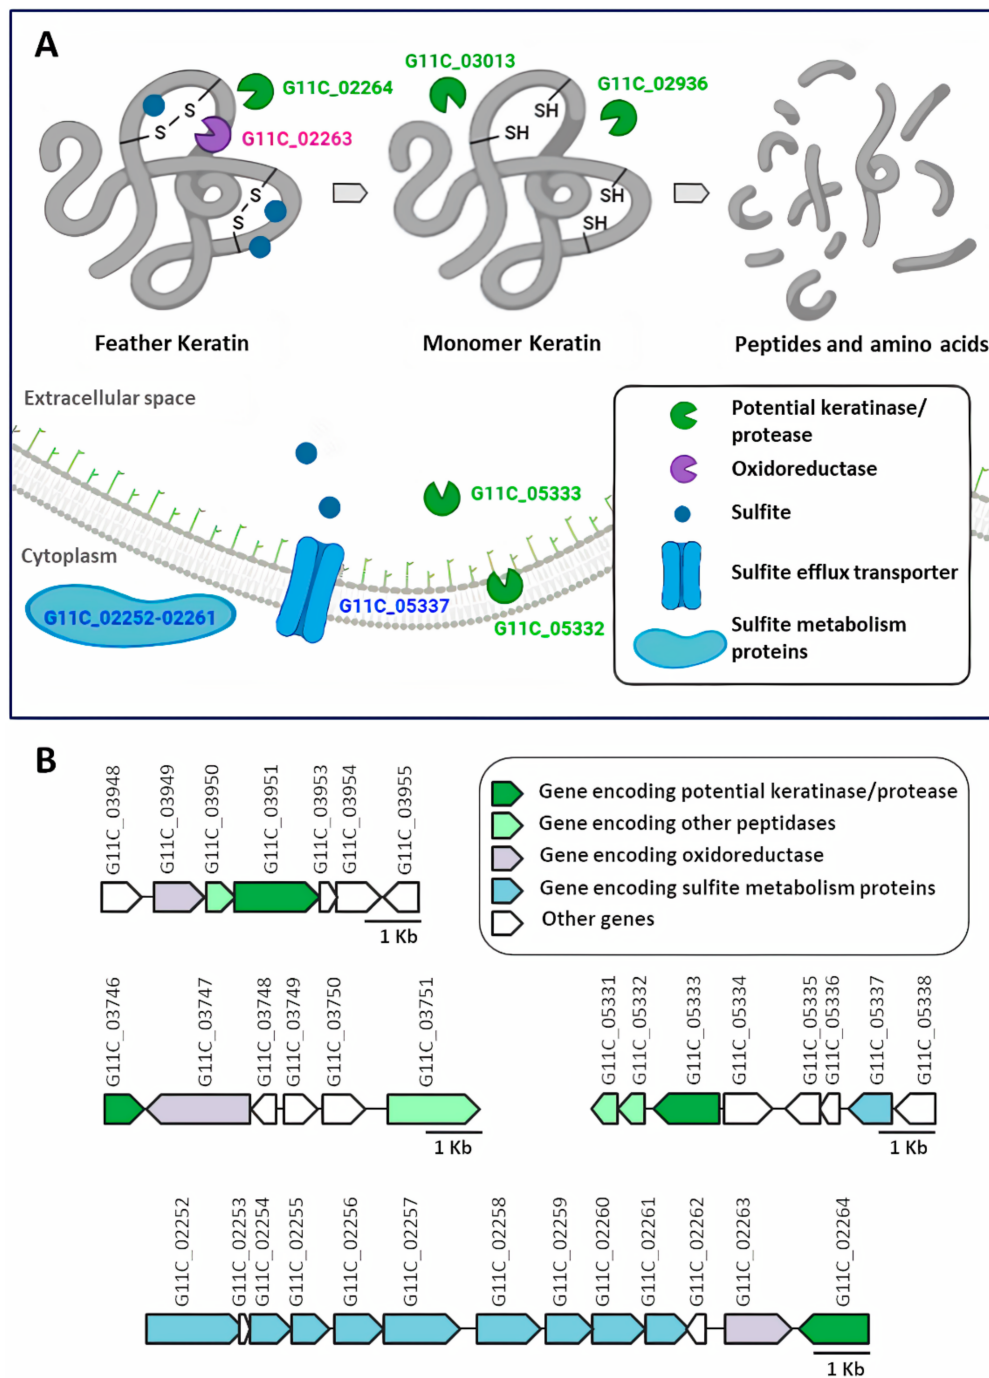 A
G11C_03013
G11C_02264
G11C_02936
S
S
G11C_02263
SH
SH
S
S
SH
SH
Feather Keratin
Monomer Keratin
Peptides and amino acids
Extracellular space
Cytoplasm
G11C_02252-02261
G11C_05337
G11C_05333
G11C_05332
Potential keratinase/
protease
Oxidoreductase
Sulfite
Sulfite efflux transporter
Sulfite metabolism
proteins
B
G11C_03948
G11C_03949
G11C_03950
G11C_03951
G11C_03953
G11C_03954
G11C_03955
1 Kb
Gene encoding potential keratinase/protease
Gene encoding other peptidases
Gene encoding oxidoreductase
Gene encoding sulfite metabolism proteins
Other genes
G11C_03746
G11C_03747
G11C_03748
G11C_03749
G11C_03750
G11C_03751
1 Kb
G11C_05331
G11C_05332
G11C_05333
G11C_05334
G11C_05335
G11C_05336
G11C_05337
G11C_05338
1 Kb
G11C_02252
G11C_02253
G11C_02254
G11C_02255
G11C_02256
G11C_02257
G11C_02258
G11C_02259
G11C_02260
G11C_02261
G11C_02262
G11C_02263
G11C_02264
1 Kb